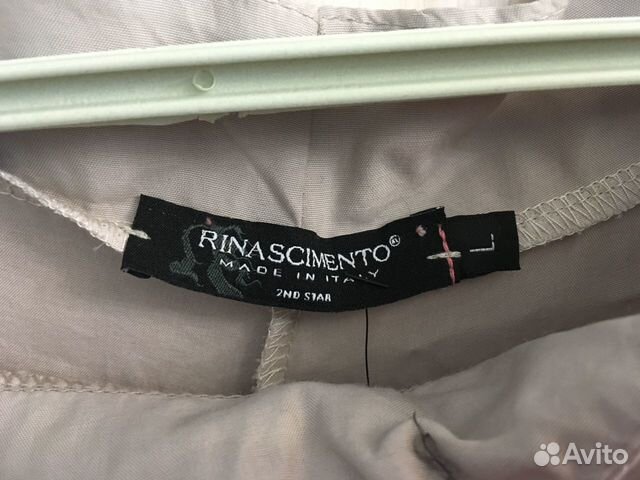 RINASCIMENTO
MADE IN ITALY
2ND STAR
L
Avito